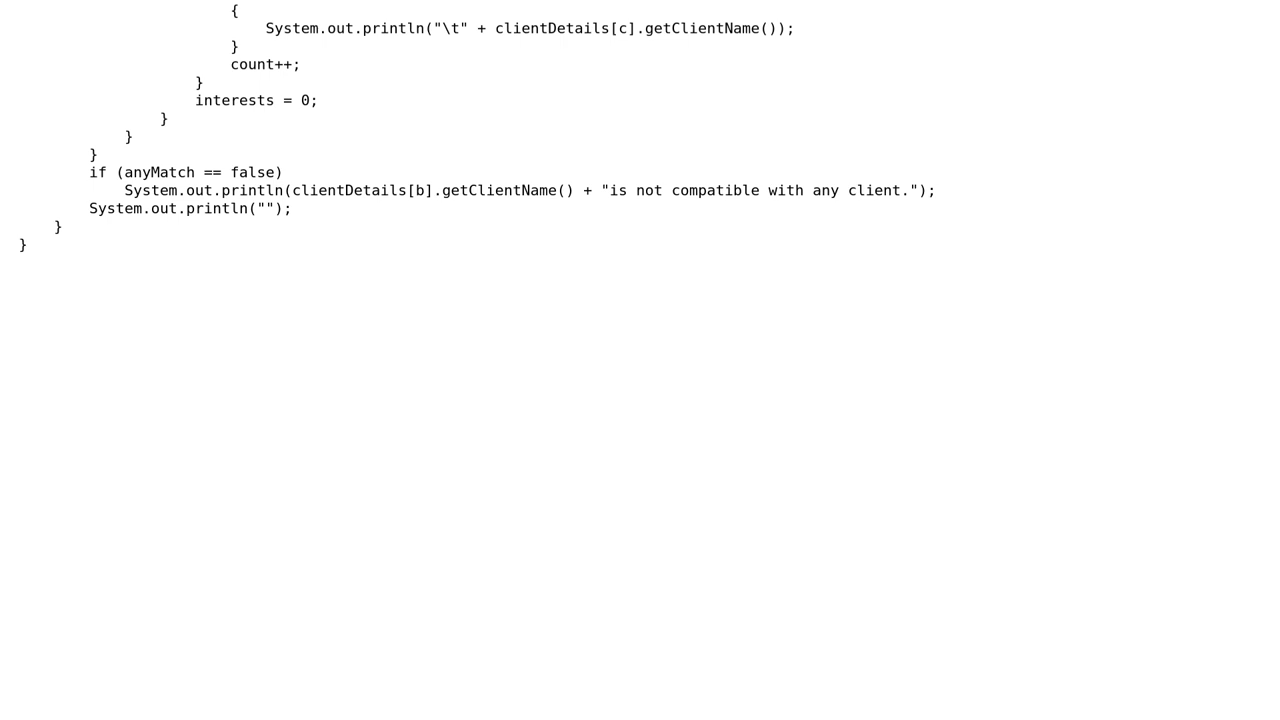 {
System.out.println("\t" + clientDetails[c].getClientName());
}
count++;
}
interests = 0;
}
}
}
if (anyMatch == false)
System.out.println(clientDetails[b].getClientName() + "is not compatible with any client.");
System.out.println("");
}
}